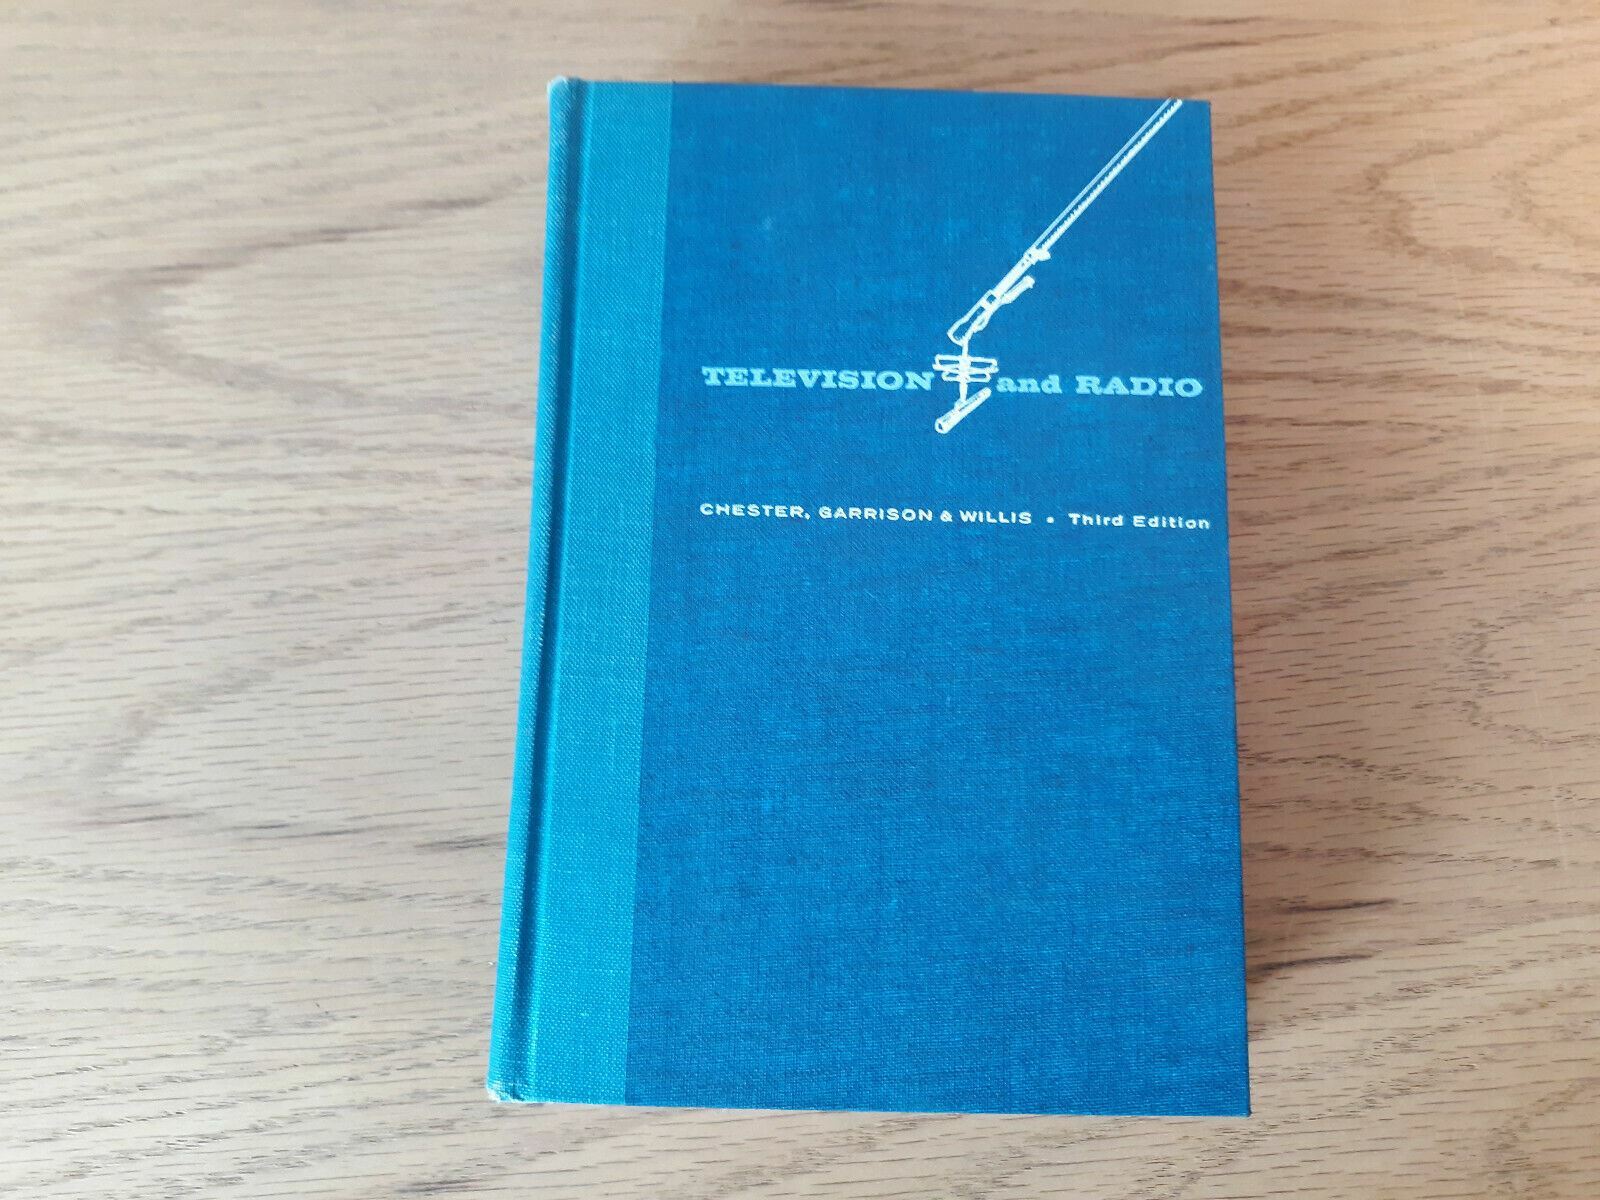 TELEVISION and RADIO
CHESTER, GARRISON & WILLIS • Third Edition